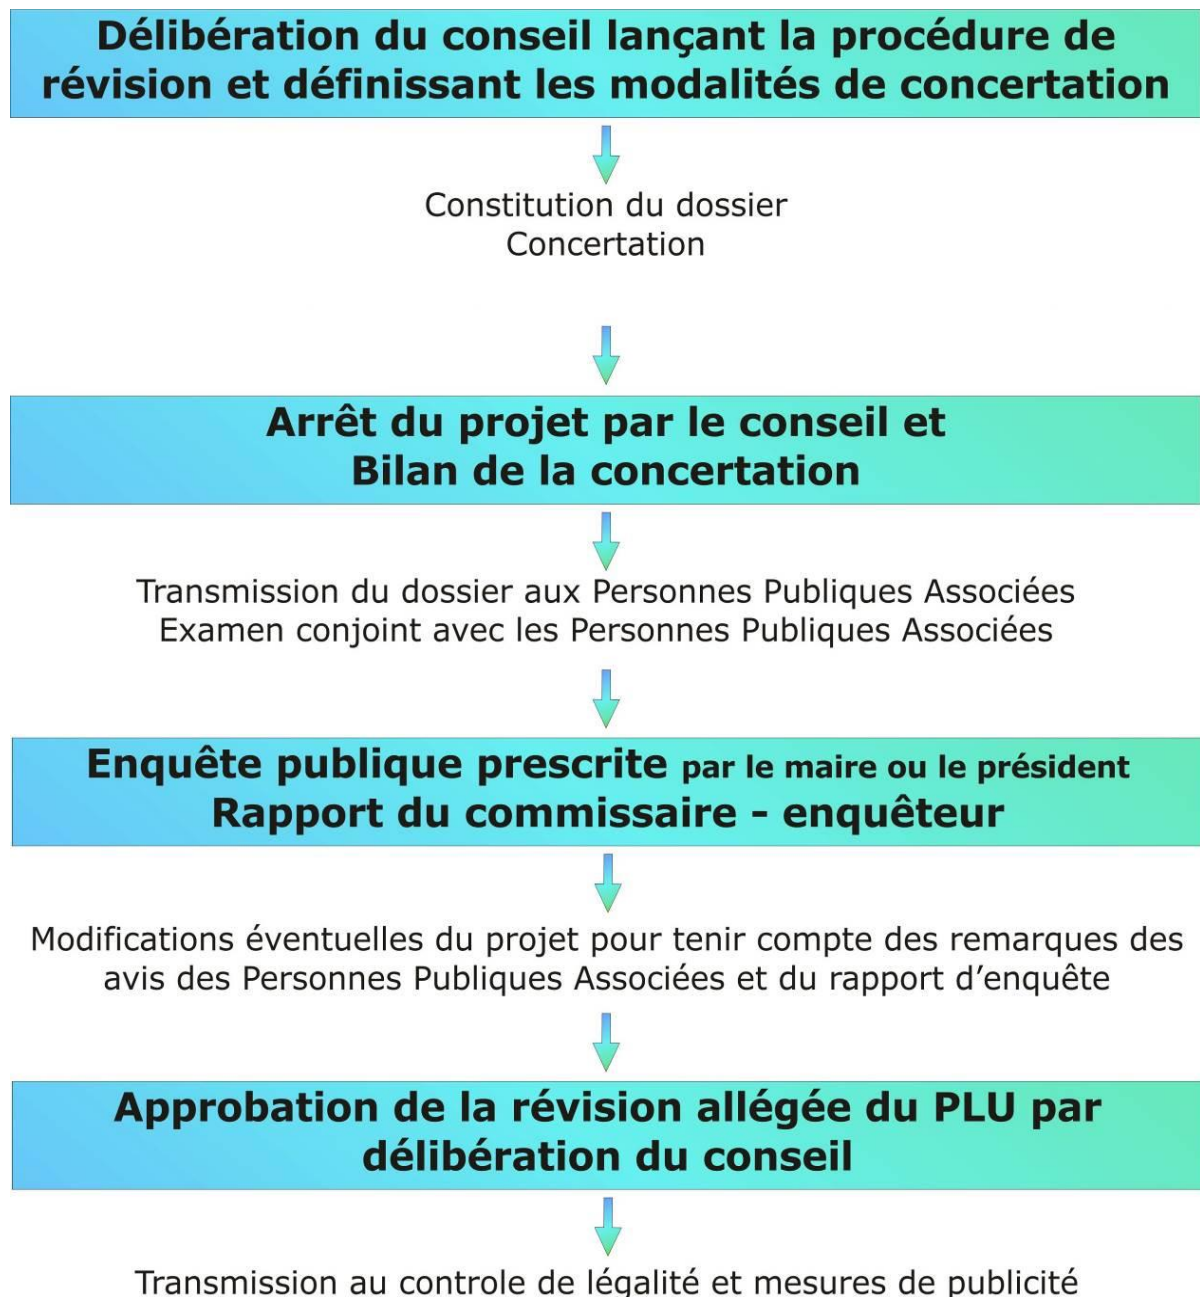 Délibération du conseil lançant la procédure de
révision et définissant les modalités de concertation
Constitution du dossier
Concertation
Arrêt du projet par le conseil et
Bilan de la concertation
Transmission du dossier aux Personnes Publiques Associées
Examen conjoint avec les Personnes Publiques Associées
Enquête publique prescrite par le maire ou le président
Rapport du commissaire - enquêteur
Modifications éventuelles du projet pour tenir compte des remarques des
avis des Personnes Publiques Associées et du rapport d'enquête
Approbation de la révision allégée du PLU par
délibération du conseil
Transmission au controle de légalité et mesures de publicité